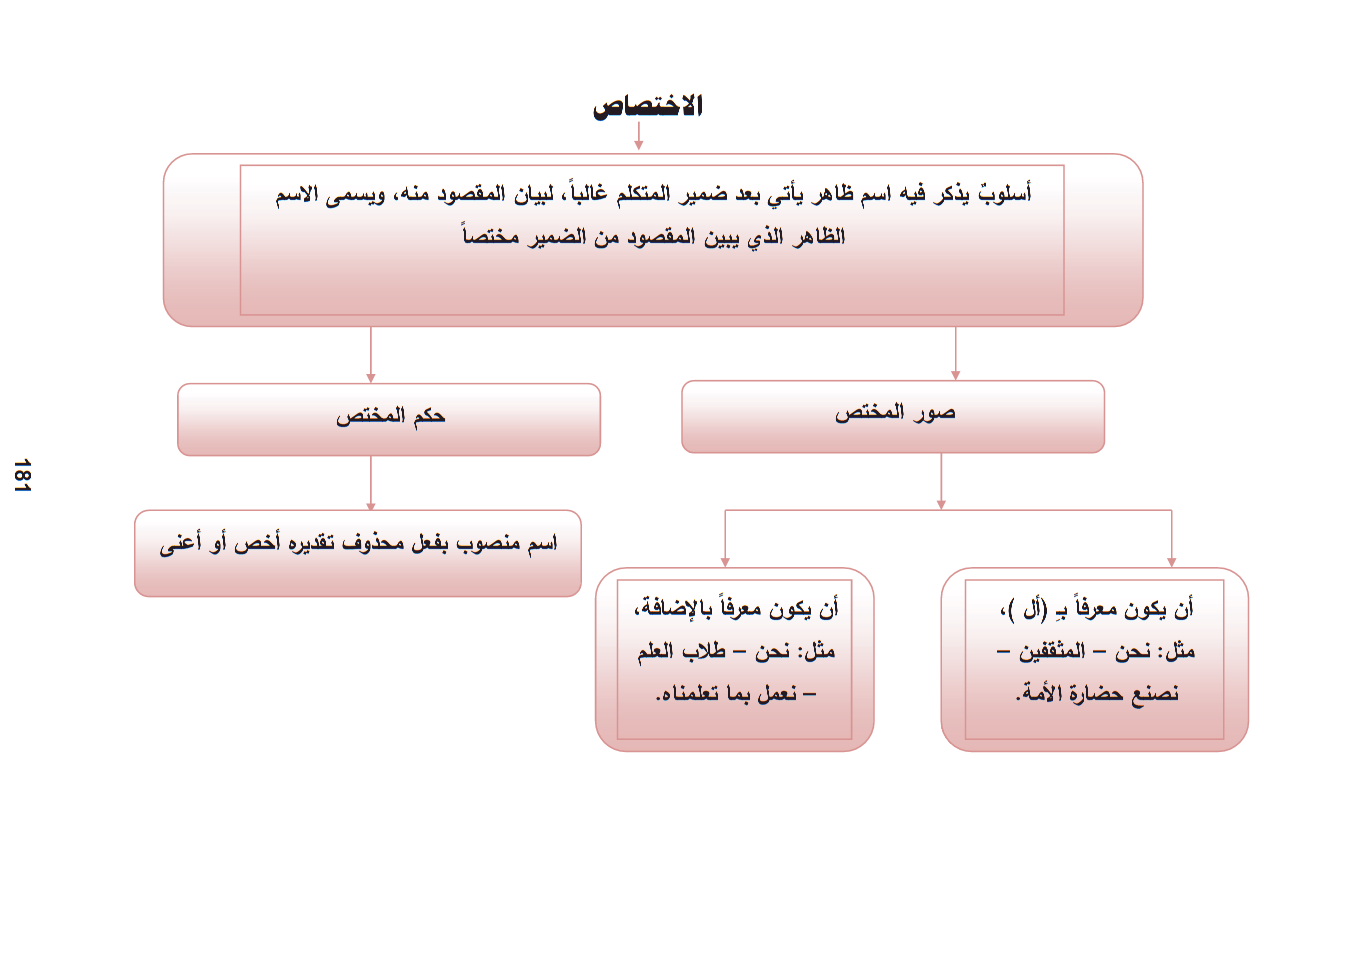 الاختصاص
أسلوبٌ يذكر فيه اسم ظاهر يأتي بعد ضمير المتكلم غالباً، لبيان المقصود منه، ويسمى الاسم
الظاهر الذي يبين المقصود من الضمير مختصاً
صور المختص
حكم المختص
اسم منصوب بفعل محذوف تقديره أخص أو أعنى
أن يكون معرفاً بـِ (أل )،
مثل: نحن – المثقفين –
نصنع حضارة الأمة.
أن يكون معرفاً بالإضافة،
مثل: نحن – طلاب العلم
– نعمل بما تعلمناه.
181